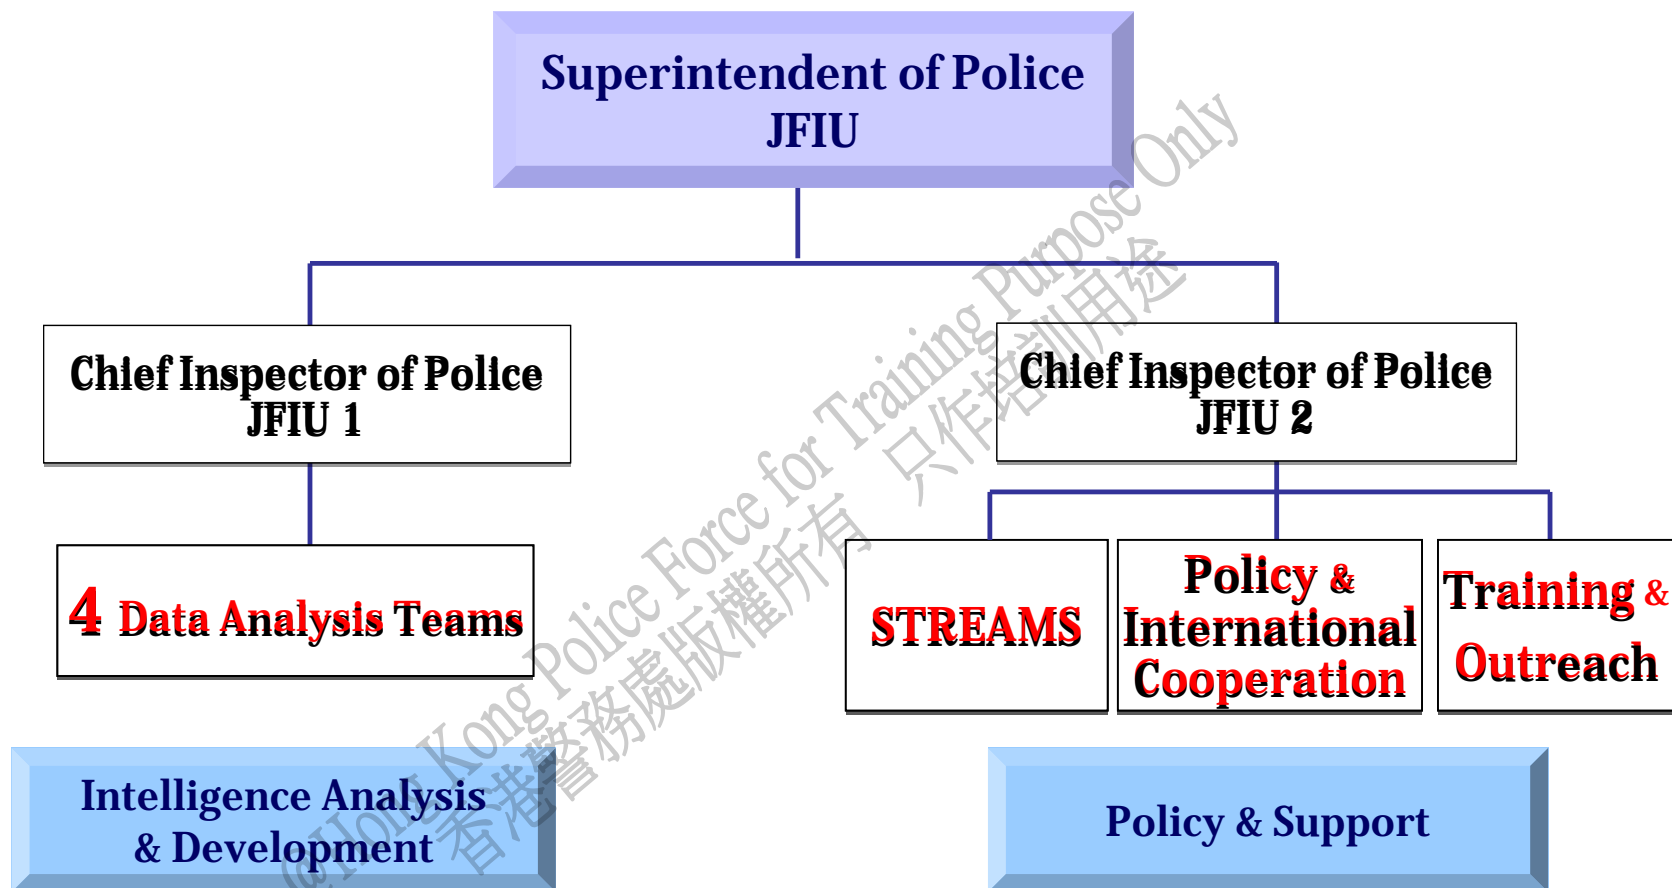 Superintendent of Police
JFIU
Chief Inspector of Police
JFIU 1
Chief Inspector of Police
JFIU 2
4 Data Analysis Teams
STREAMS
Policy &
International
Cooperation
Training &
Outreach
Intelligence Analysis
& Development
Policy & Support
@Hong Kong Police Force for Training Purpose Only
香港警務處版權所有 只作培訓用途